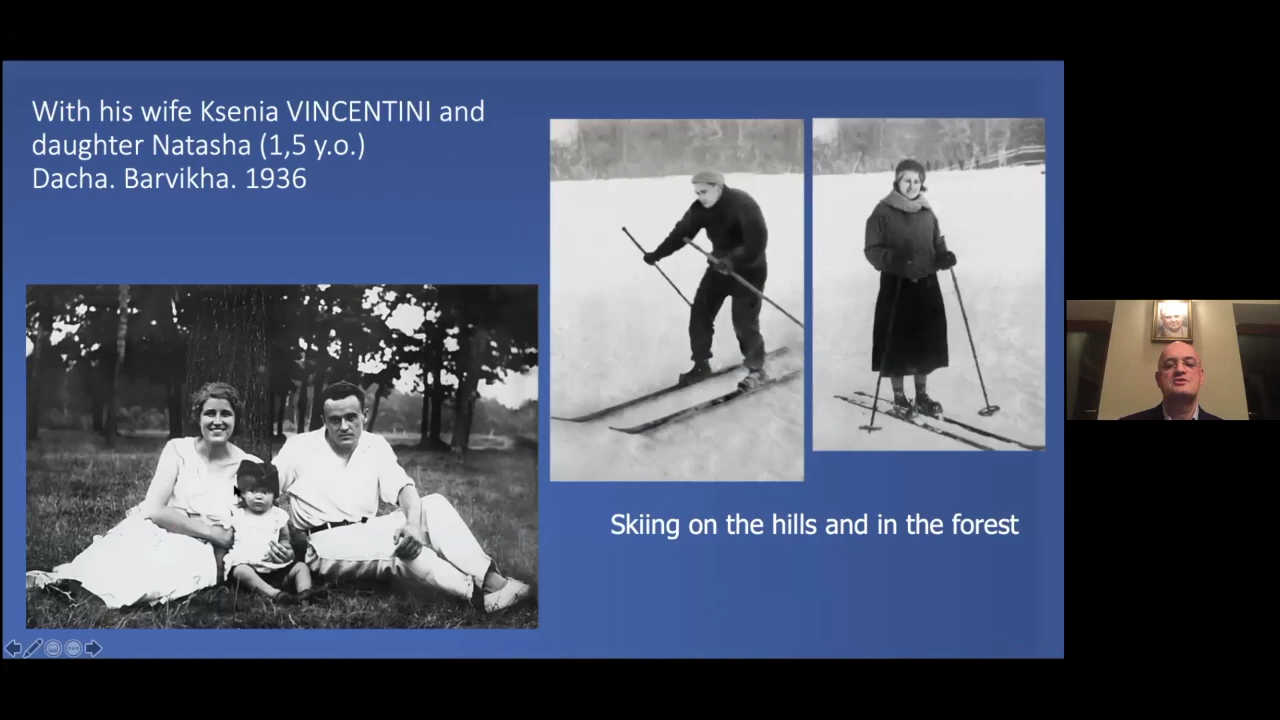 With his wife Ksenia VINCENTINI and
daughter Natasha (1,5 y.o.)
Dacha. Barvikha. 1936
Skiing on the hills and in the forest